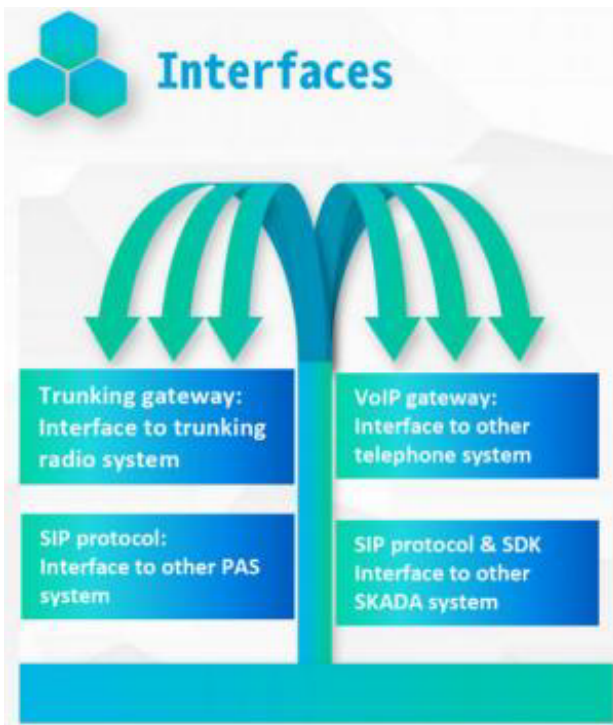 Interfaces
Trunking gateway:
Interface to trunking
radio system
VoIP gateway:
Interface to other
telephone system
SIP protocol:
Interface to other PAS
system
SIP protocol & SDK
Interface to other
SKADA system